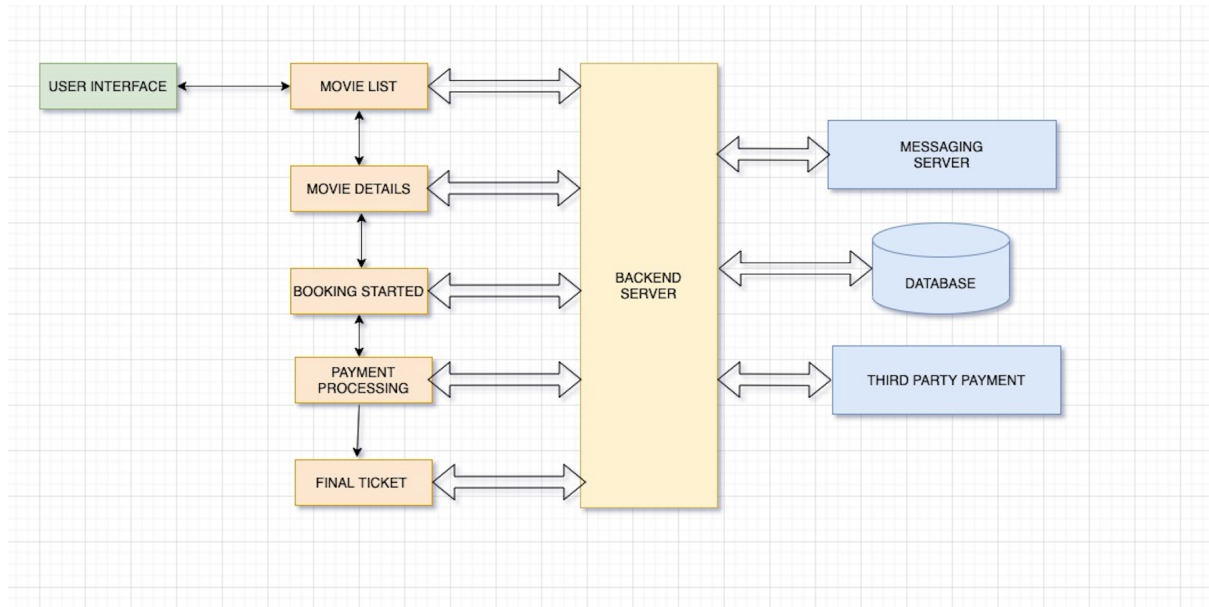 USER INTERFACE
MOVIE LIST
MOVIE DETAILS
BOOKING STARTED
PAYMENT
PROCESSING
FINAL TICKET
BACKEND
SERVER
MESSAGING
SERVER
DATABASE
THIRD PARTY PAYMENT